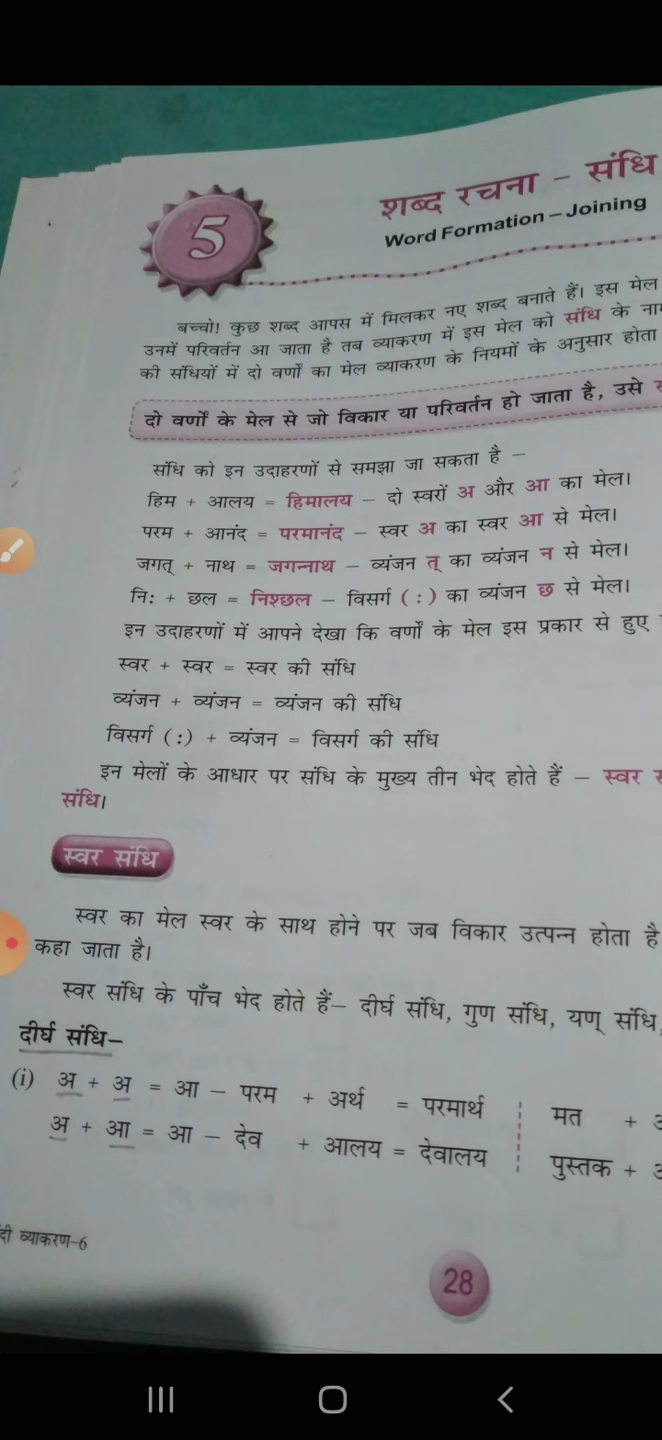 5
शब्द रचना – संधि
Word Formation – Joining
बच्चो! कुछ शब्द आपस में मिलकर नए शब्द बनाते हैं। इस मेल
उनमें परिवर्तन आ जाता है तब व्याकरण में इस मेल को संधि के
की संधियों में दो वर्णों का मेल व्याकरण के नियमों के अनुसार होता
दो वर्णों के मेल से जो विकार या परिवर्तन हो जाता है, उसे
संधि को इन उदाहरणों से समझा जा सकता है –
हिम + आलय = हिमालय – दो स्वरों अ और आ का मेल।
परम + आनंद = परमानंद – स्वर अ का स्वर आ से मेल।
जगत् + नाथ = जगन्नाथ – व्यंजन त् का व्यंजन न से मेल।
नि: + छल = निश्छल – विसर्ग (:) का व्यंजन छ से मेल।
इन उदाहरणों में आपने देखा कि वर्णों के मेल इस प्रकार से हुए
स्वर + स्वर = स्वर की संधि
व्यंजन + व्यंजन = व्यंजन की संधि
विसर्ग (:) + व्यंजन = विसर्ग की संधि
इन मेलों के आधार पर संधि के मुख्य तीन भेद होते हैं – स्वर
संधि।
स्वर संधि
स्वर का मेल स्वर के साथ होने पर जब विकार उत्पन्न होता है
कहा जाता है।
स्वर संधि के पाँच भेद होते हैं– दीर्घ संधि, गुण संधि, यण् संधि,
दीर्घ संधि–
(i) अ + अ = आ – परम + अर्थ = परमार्थ मत +
अ + आ = आ – देव + आलय = देवालय पुस्तक +
व्याकरण-6
28